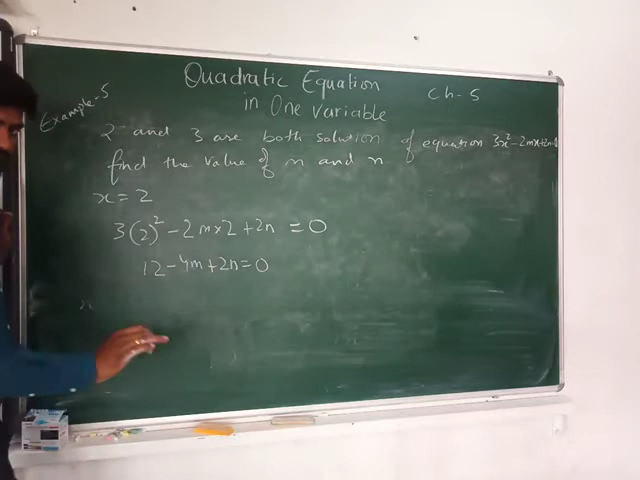 Quadratic Equation
in One Variable
Ch-5
Example-5
2 and 3 are both solution of equation 3x²-2mx+2n=0
find the value of m and n
x=2
3(2)²-2m×2+2n=0
12-4m+2n=0
x